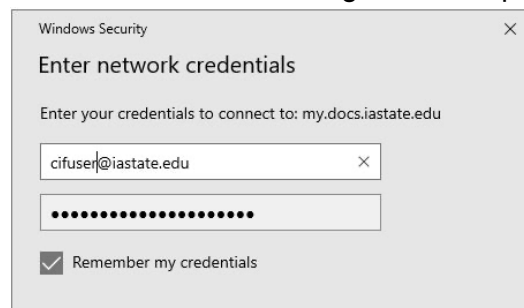 Windows Security
Enter network credentials
Enter your credentials to connect to: my.docs.iastate.edu
cifuser@iastate.edu
●●●●●●●●●●●●●●●●●●●●●
Remember my credentials